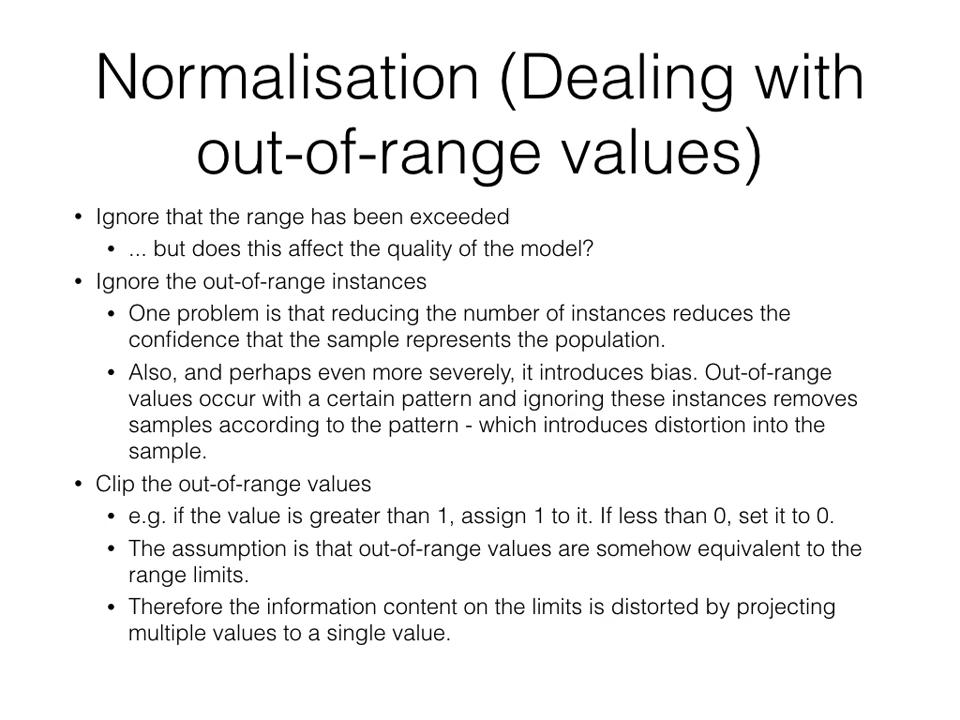 Normalisation (Dealing with
out-of-range values)
• Ignore that the range has been exceeded
• ... but does this affect the quality of the model?
• Ignore the out-of-range instances
• One problem is that reducing the number of instances reduces the
confidence that the sample represents the population.
• Also, and perhaps even more severely, it introduces bias. Out-of-range
values occur with a certain pattern and ignoring these instances removes
samples according to the pattern - which introduces distortion into the
sample.
• Clip the out-of-range values
• e.g. if the value is greater than 1, assign 1 to it. If less than 0, set it to 0.
• The assumption is that out-of-range values are somehow equivalent to the
range limits.
• Therefore the information content on the limits is distorted by projecting
multiple values to a single value.